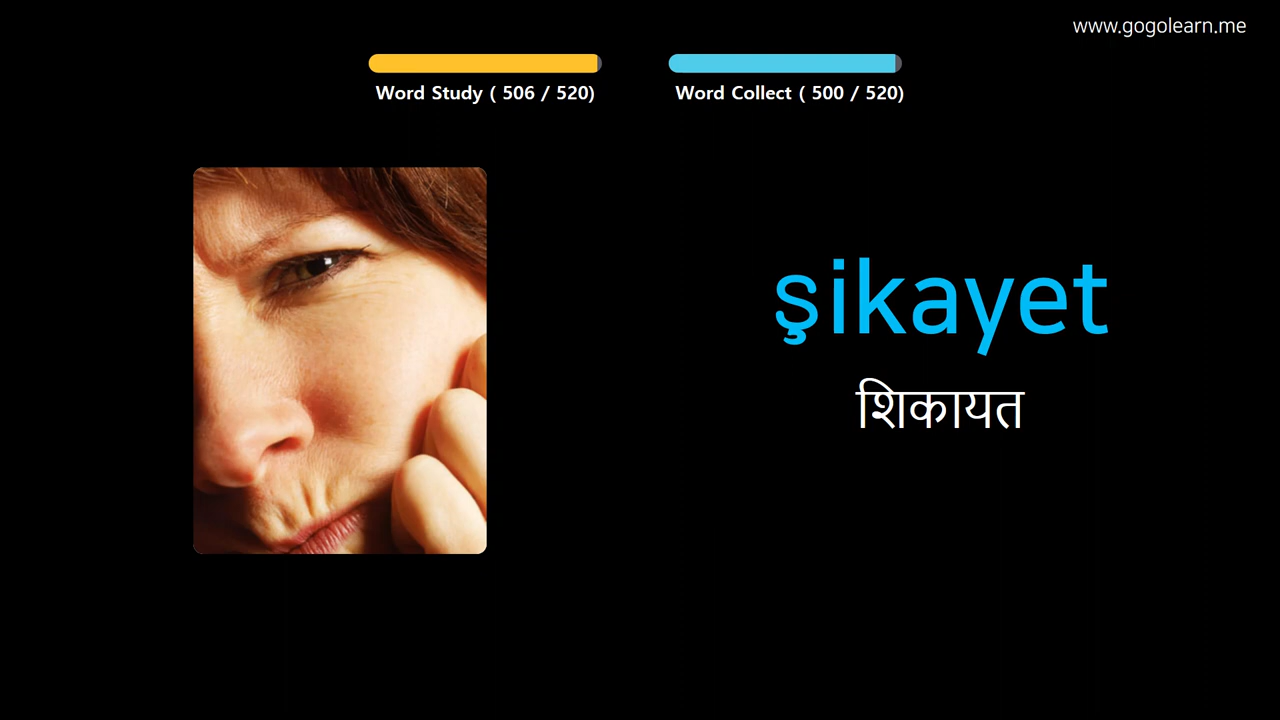 www.gogolearn.me
Word Study ( 506 / 520)
Word Collect ( 500 / 520)
şikayet
शिकायत